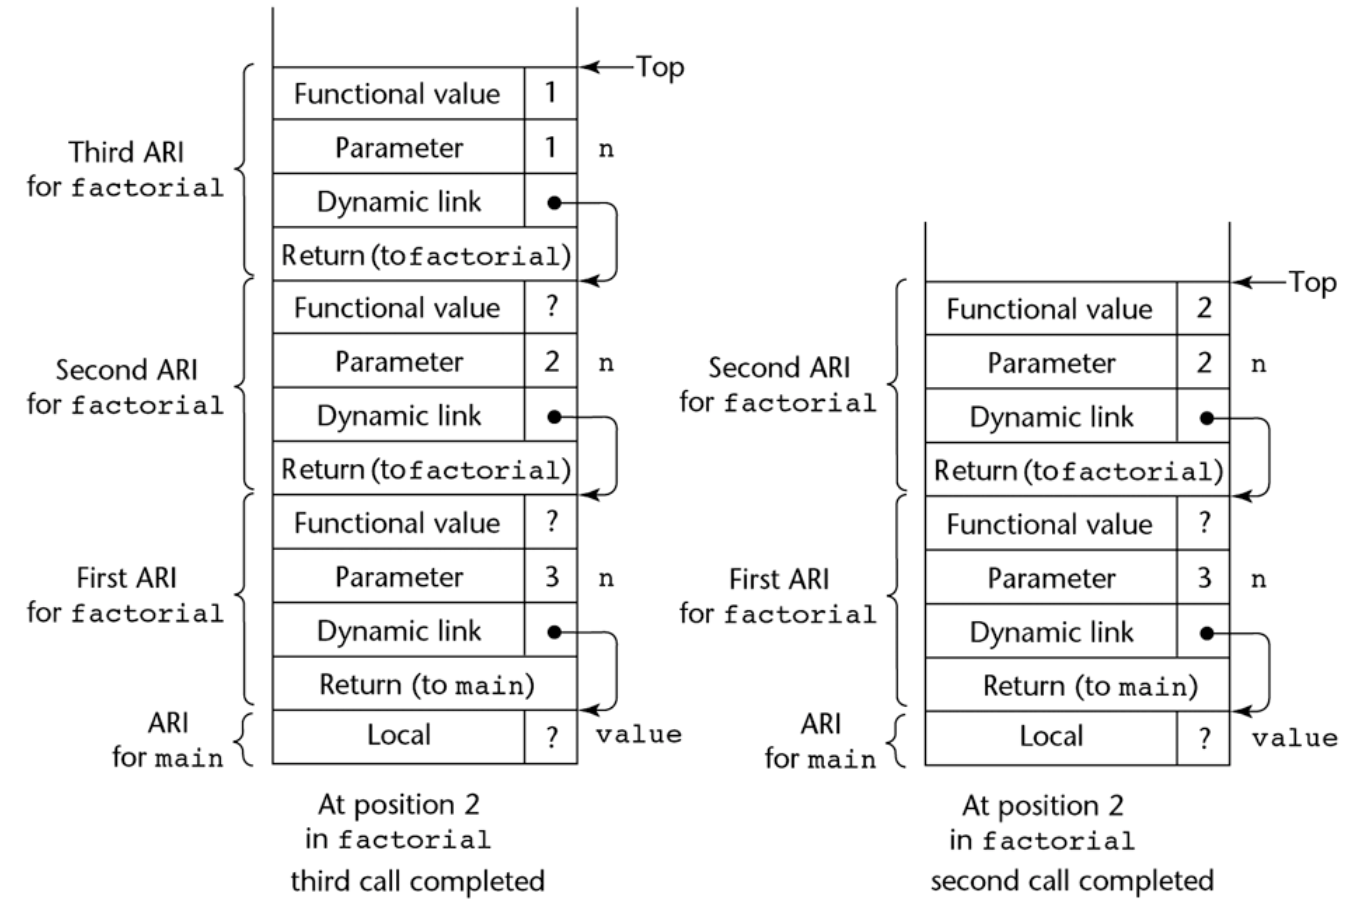 Top
Functional value 1
Third ARI
for factorial
Parameter 1 n
Dynamic link
Return (to factorial)
Functional value ?
Second ARI
for factorial
Parameter 2 n
Dynamic link
Return (to factorial)
Functional value ?
First ARI
for factorial
Parameter 3 n
Dynamic link
Return (to main)
ARI
for main
Local ? value
At position 2
in factorial
third call completed
Top
Functional value 2
Second ARI
for factorial
Parameter 2 n
Dynamic link
Return (to factorial)
Functional value ?
First ARI
for factorial
Parameter 3 n
Dynamic link
Return (to main)
ARI
for main
Local ? value
At position 2
in factorial
second call completed